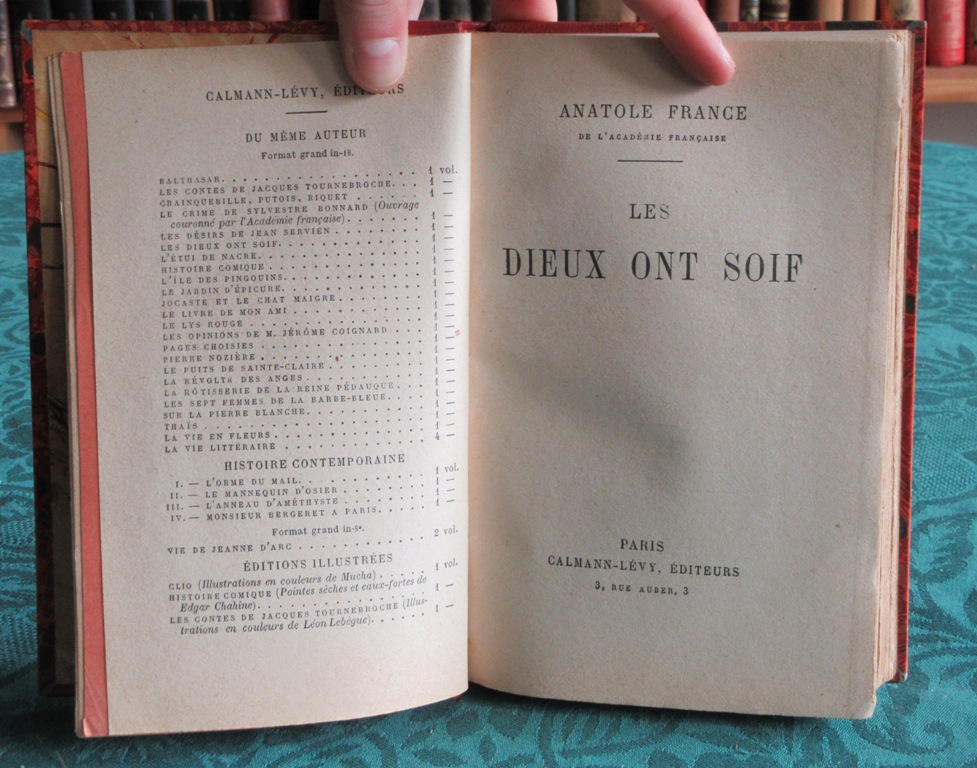 CALMANN-LÉVY, ÉDITEURS
DU MÊME AUTEUR
Format grand in-18.
BALTHASAR. . . . . . . . . . . . . . . . . . 1 vol.
LES CONTES DE JACQUES TOURNEBROCHE. . . 1 —
CRAINQUEBILLE, PUTOIS, RIQUET . . . . . . 1 —
LE CRIME DE SYLVESTRE BONNARD (Ouvrage
couronné par l'Académie française). . . . . . 1 —
LES DÉSIRS DE JEAN SERVIEN . . . . . . . . 1 —
LES DIEUX ONT SOIF. . . . . . . . . . . . . 1 —
L'ÉTUI DE NACRE. . . . . . . . . . . . . . 1 —
HISTOIRE COMIQUE . . . . . . . . . . . . . 1 —
L'ÎLE DES PINGOUINS. . . . . . . . . . . . 1 —
LE JARDIN D'ÉPICURE. . . . . . . . . . . . 1 —
JOCASTE ET LE CHAT MAIGRE . . . . . . . . 1 —
LE LIVRE DE MON AMI . . . . . . . . . . . 1 —
LE LYS ROUGE . . . . . . . . . . . . . . . 1 —
LES OPINIONS DE M. JÉRÔME COIGNARD . . . 1 —
PAGES CHOISIES . . . . . . . . . . . . . . 1 —
PIERRE NOZIÈRE . . . . . . . . . . . . . . 1 —
LE PUITS DE SAINTE-CLAIRE . . . . . . . . . 1 —
LA RÉVOLTE DES ANGES . . . . . . . . . . . 1 —
LA RÔTISSERIE DE LA REINE PÉDAUQUE. . . 1 —
LES SEPT FEMMES DE LA BARBE-BLEUE. . . . 1 —
SUR LA PIERRE BLANCHE. . . . . . . . . . . 1 —
THAÏS . . . . . . . . . . . . . . . . . . . 1 —
LA VIE EN FLEURS . . . . . . . . . . . . . 1 —
LA VIE LITTÉRAIRE . . . . . . . . . . . . . 4 —
HISTOIRE CONTEMPORAINE
I. — L'ORME DU MAIL. . . . . . . . . . . . 1 vol.
II. — LE MANNEQUIN D'OSIER . . . . . . . . 1 —
III. — L'ANNEAU D'AMÉTHYSTE . . . . . . . . 1 —
IV. — MONSIEUR BERGERET A PARIS. . . . . . 1 —
Format grand in-8°.
VIE DE JEANNE D'ARC . . . . . . . . . . . . 2 vol.
ÉDITIONS ILLUSTRÉES
CLIO (Illustrations en couleurs de Mucha) . . . . . 1 vol.
HISTOIRE COMIQUE (Pointes sèches et eaux-fortes de
Edgar Chahine). . . . . . . . . . . . . . . 1 —
LES CONTES DE JACQUES TOURNEBROCHE (Illus-
trations en couleurs de Léon Lebègue). . . . . . 1 —
ANATOLE FRANCE
DE L'ACADÉMIE FRANÇAISE
LES
DIEUX ONT SOIF
PARIS
CALMANN-LÉVY, ÉDITEURS
3, RUE AUBER, 3